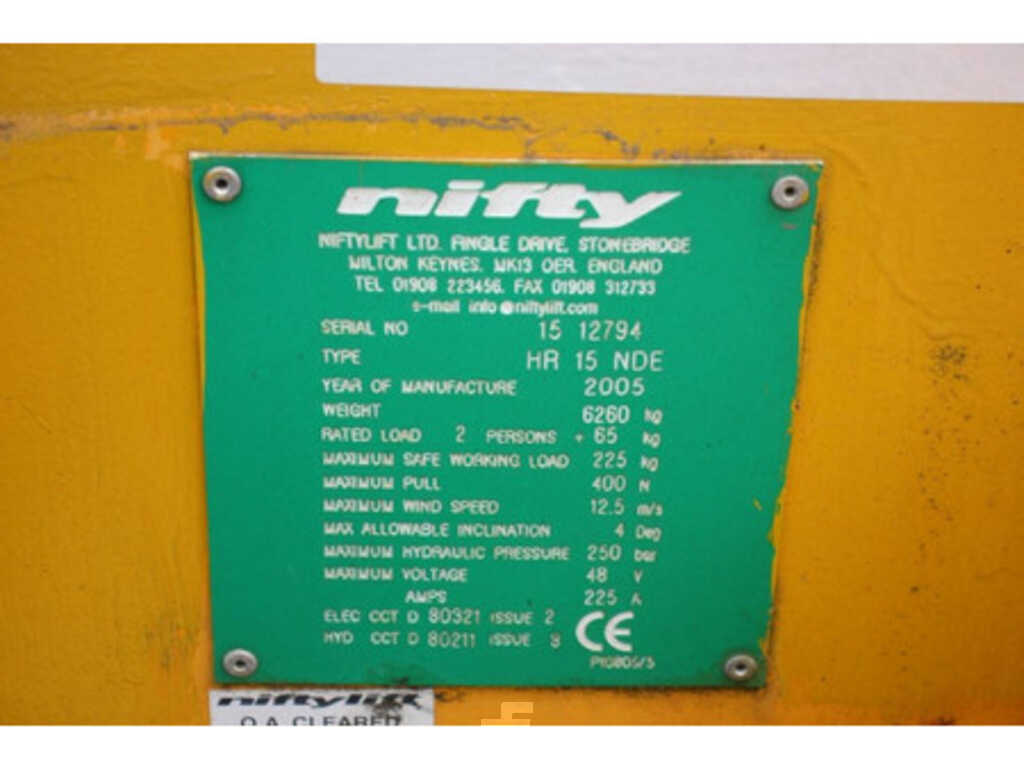 nifty
NIFTYLIFT LTD. FINGLE DRIVE, STONEBRIDGE
MILTON KEYNES. MK13 OER. ENGLAND
TEL 01908 223456. FAX 01908 312733
e-mail info@niftylift.com
SERIAL NO 15 12794
TYPE HR 15 NDE
YEAR OF MANUFACTURE 2005
WEIGHT 6260 kg
RATED LOAD 2 PERSONS + 65 kg
MAXIMUM SAFE WORKING LOAD 225 kg
MAXIMUM PULL 400 N
MAXIMUM WIND SPEED 12.5 m/s
MAX ALLOWABLE INCLINATION 4 Deg
MAXIMUM HYDRAULIC PRESSURE 250 bar
MAXIMUM VOLTAGE 48 V
AMPS 225 A
ELEC CCT D 80321 ISSUE 2
HYD CCT D 80211 ISSUE
CE
niftylift
Q.A. CLEARED